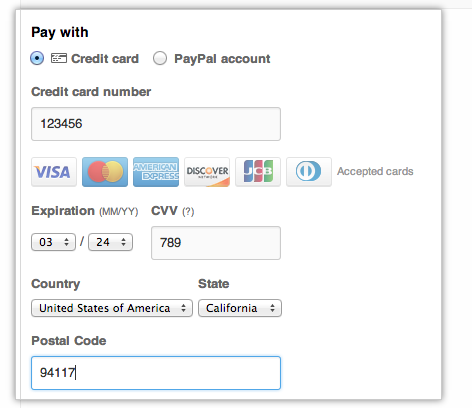 Pay with
Credit card PayPal account
Credit card number
123456
VISA MasterCard AMERICAN EXPRESS DISCOVER NETWORK JCB Accepted cards
Expiration (MM/YY) CVV (?)
03 / 24 789
Country State
United States of America California
Postal Code
94117